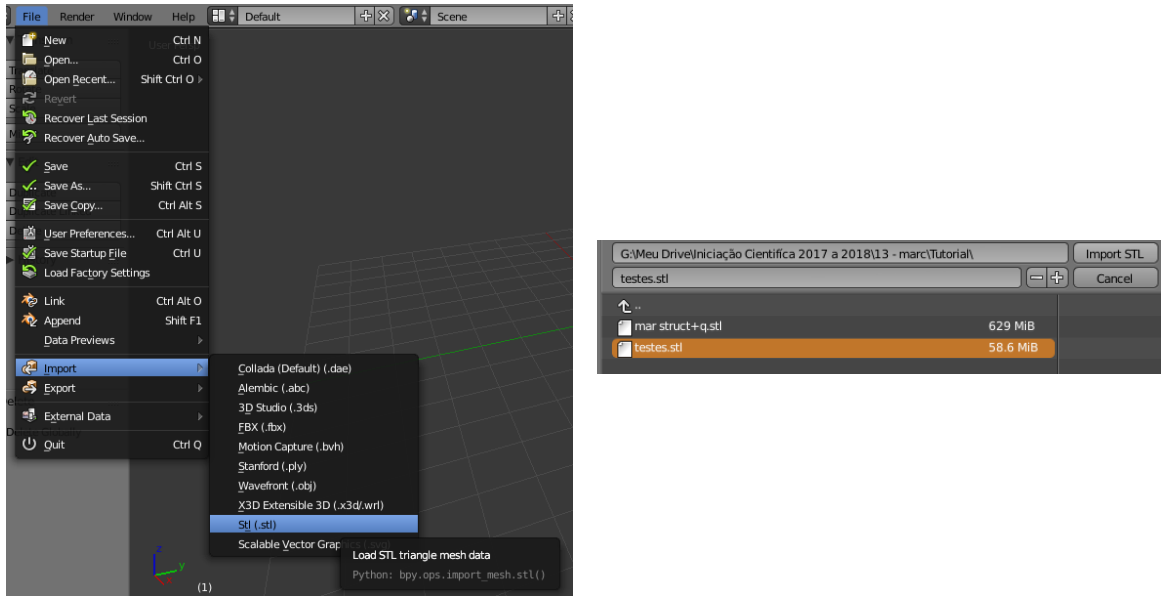 File Render Window Help Default Scene
New Ctrl N
Open... Ctrl O
Open Recent... Shift Ctrl O
Revert
Recover Last Session
Recover Auto Save...
Save Ctrl S
Save As... Shift Ctrl S
Save Copy... Ctrl Alt S
User Preferences... Ctrl Alt U
Save Startup File Ctrl U
Load Factory Settings
Link Ctrl Alt O
Append Shift F1
Data Previews
Import
Export
External Data
Quit Ctrl Q
Collada (Default) (.dae)
Alembic (.abc)
3D Studio (.3ds)
FBX (.fbx)
Motion Capture (.bvh)
Stanford (.ply)
Wavefront (.obj)
X3D Extensible 3D (.x3d/.wrl)
Stl (.stl)
Scalable Vector Graphics (.svg)
Load STL triangle mesh data
Python: bpy.ops.import_mesh.stl()
z
y
(1)
G:\Meu Drive\Iniciação Cientifíca 2017 a 2018\13 - marc\Tutorial\ Import STL
testes.stl Cancel
..
mar struct+q.stl 629 MiB
testes.stl 58.6 MiB